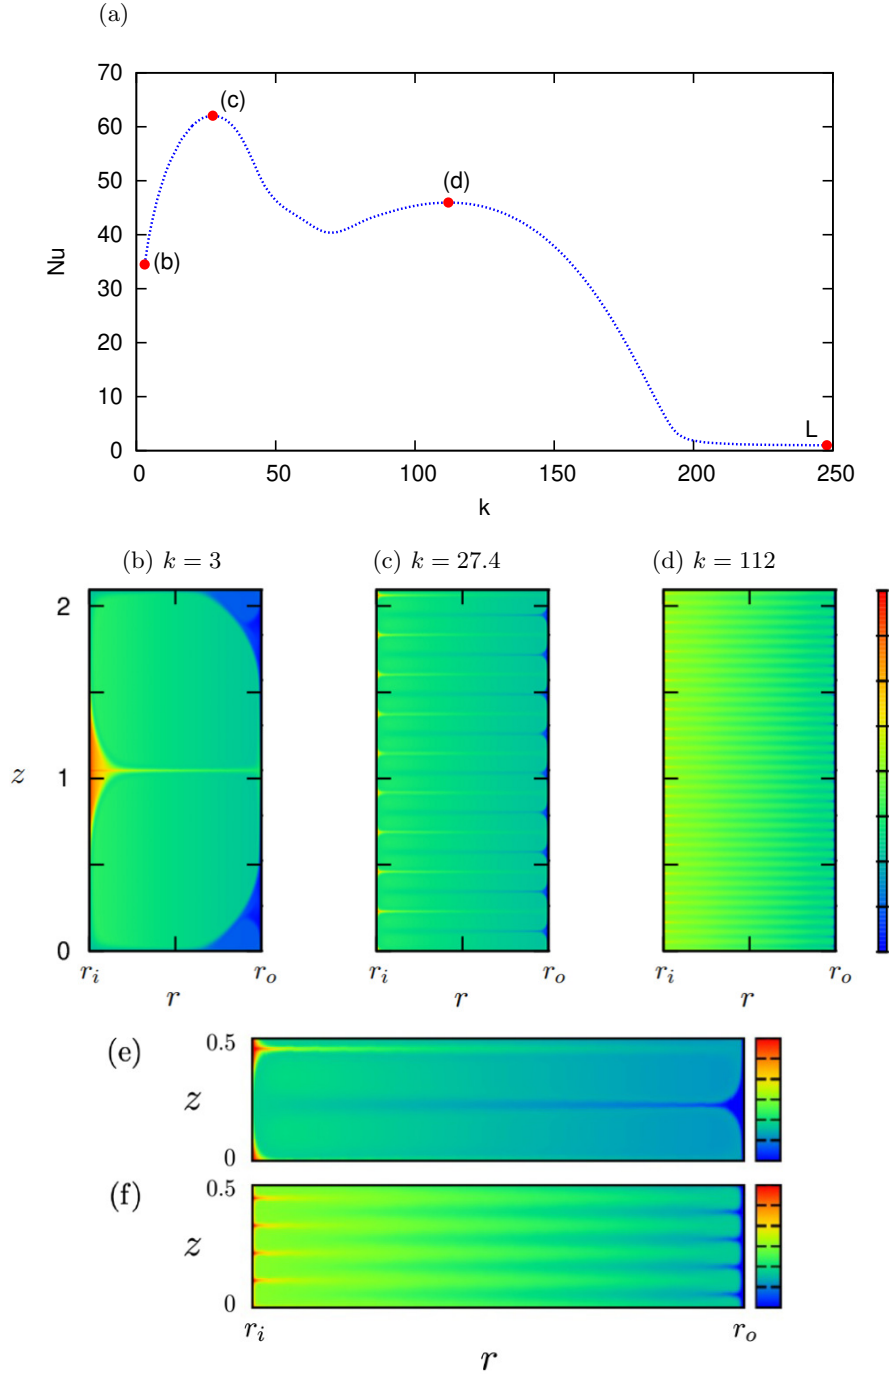 (a)
70
60
50
40
30
20
10
0
Nu
(b)
(c)
(d)
L
0 50 100 150 200 250
k
(b) k = 3
(c) k = 27.4
(d) k = 112
2
1
0
z
r_i r_o
r_i r_o
r_i r_o
r r r
(e)
0.5
z
0
(f)
0.5
z
0
r_i r_o
r